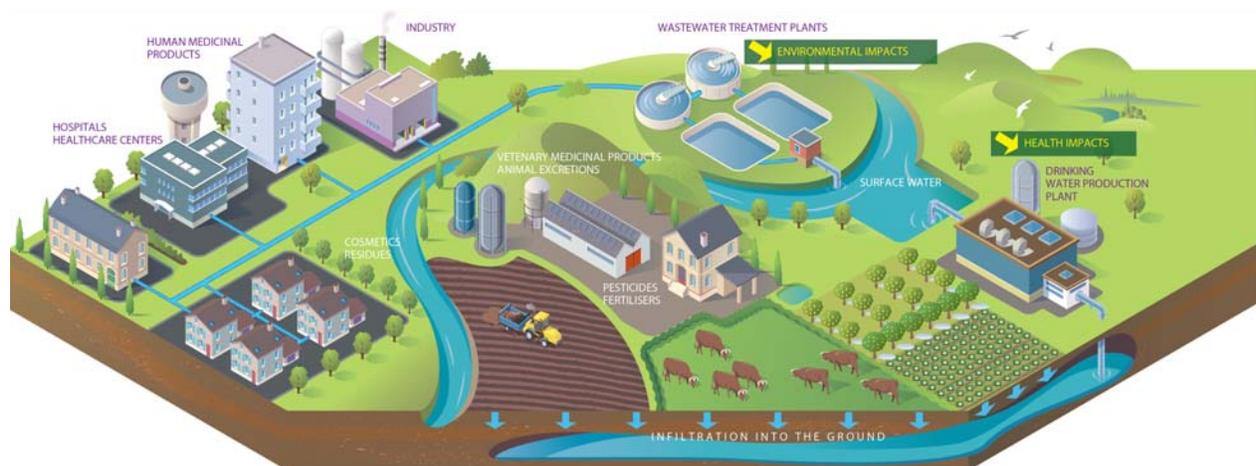 INDUSTRY
WASTEWATER TREATMENT PLANTS
HUMAN MEDICINAL
PRODUCTS
ENVIRONMENTAL IMPACTS
HOSPITALS
HEALTHCARE CENTERS
HEALTH IMPACTS
VETENARY MEDICINAL PRODUCTS
ANIMAL EXCRETIONS
SURFACE WATER
DRINKING
WATER PRODUCTION
PLANT
COSMETICS
RESIDUES
PESTICIDES
FERTILISERS
INFILTRATION INTO THE GROUND